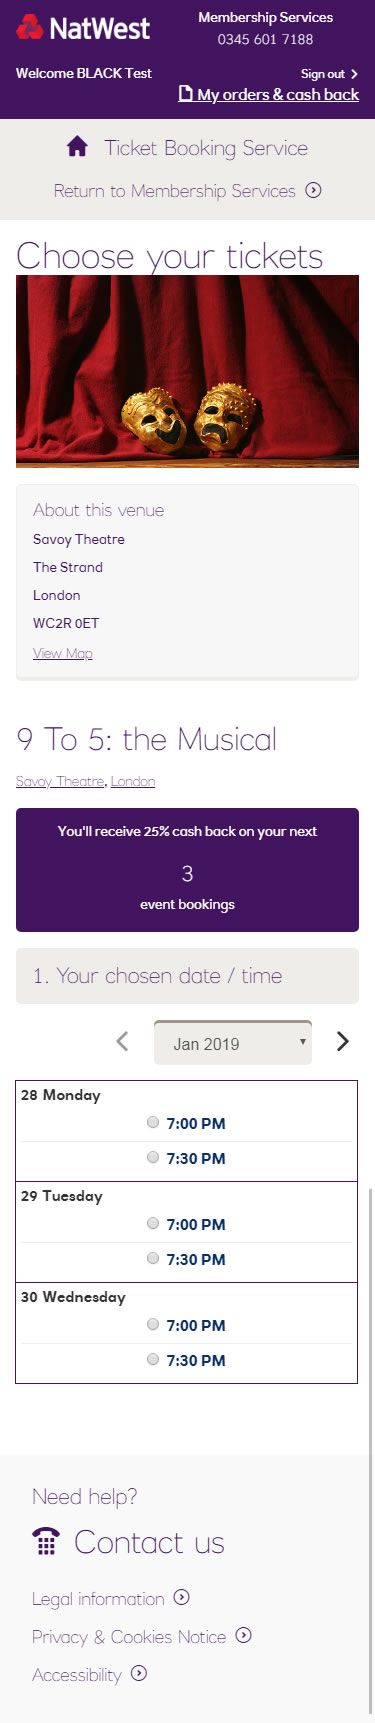 NatWest
Membership Services
0345 601 7188
Welcome BLACK Test
Sign out
My orders & cash back
Ticket Booking Service
Return to Membership Services
Choose your tickets
About this venue
Savoy Theatre
The Strand
London
WC2R 0ET
View Map
9 To 5: the Musical
Savoy Theatre, London
You'll receive 25% cash back on your next
3
event bookings
1. Your chosen date / time
Jan 2019
28 Monday
7:00 PM
7:30 PM
29 Tuesday
7:00 PM
7:30 PM
30 Wednesday
7:00 PM
7:30 PM
Need help?
Contact us
Legal information
Privacy & Cookies Notice
Accessibility